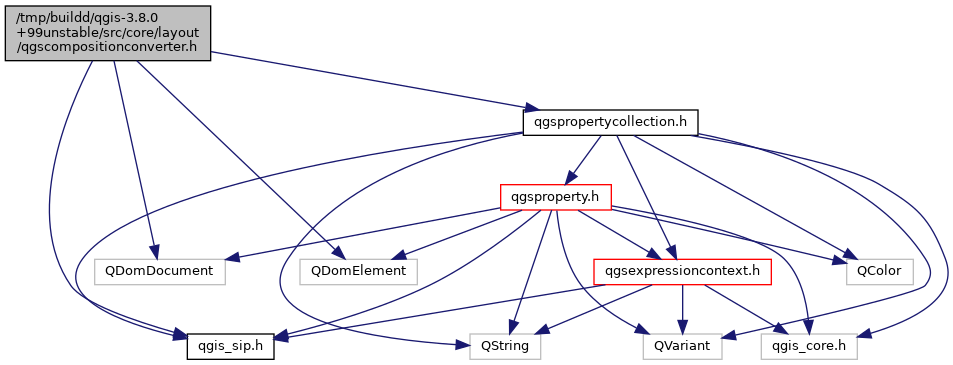 /tmp/buildd/qgis-3.8.0
+99unstable/src/core/layout
/qgscompositionconverter.h
qgspropertycollection.h
qgsproperty.h
QDomDocument
QDomElement
qgsexpressioncontext.h
QColor
qgis_sip.h
QString
QVariant
qgis_core.h